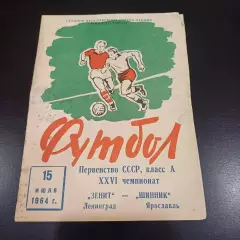 Футбол
15
июля
1964 г.
Первенство СССР, класс А
XXVI чемпионат
"ЗЕНИТ" — "ШИННИК"
Ленинград Ярославль